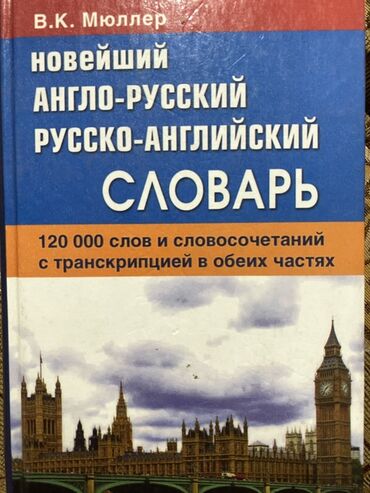 В.К. Мюллер
НОВЕЙШИЙ
АНГЛО-РУССКИЙ
РУССКО-АНГЛИЙСКИЙ
СЛОВАРЬ
120 000 слов и словосочетаний
с транскрипцией в обеих частях